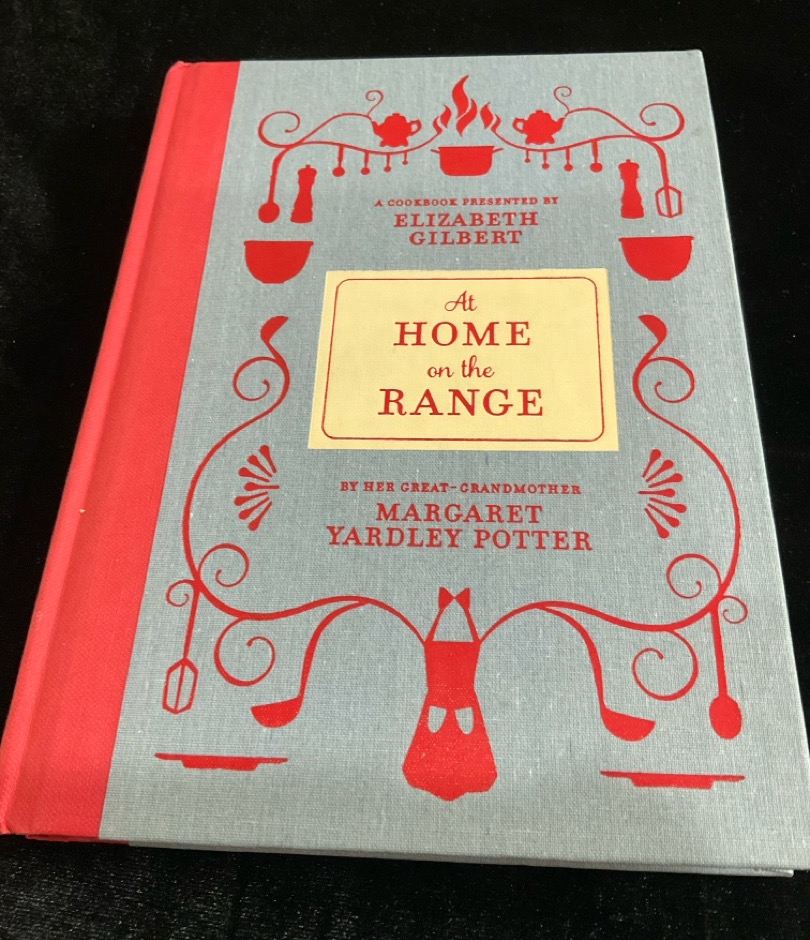 A COOKBOOK PRESENTED BY
ELIZABETH
GILBERT
At
HOME
on the
RANGE
BY HER GREAT-GRANDMOTHER
MARGARET
YARDLEY POTTER